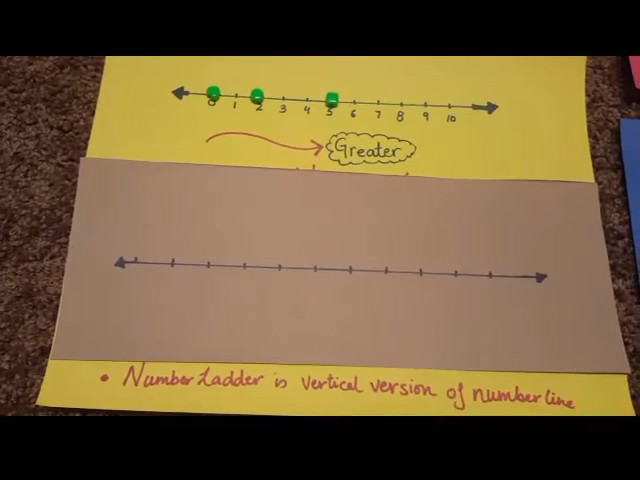 0 1 2 3 4 5 6 7 8 9 10
Greater
• Number Ladder is vertical version of number line